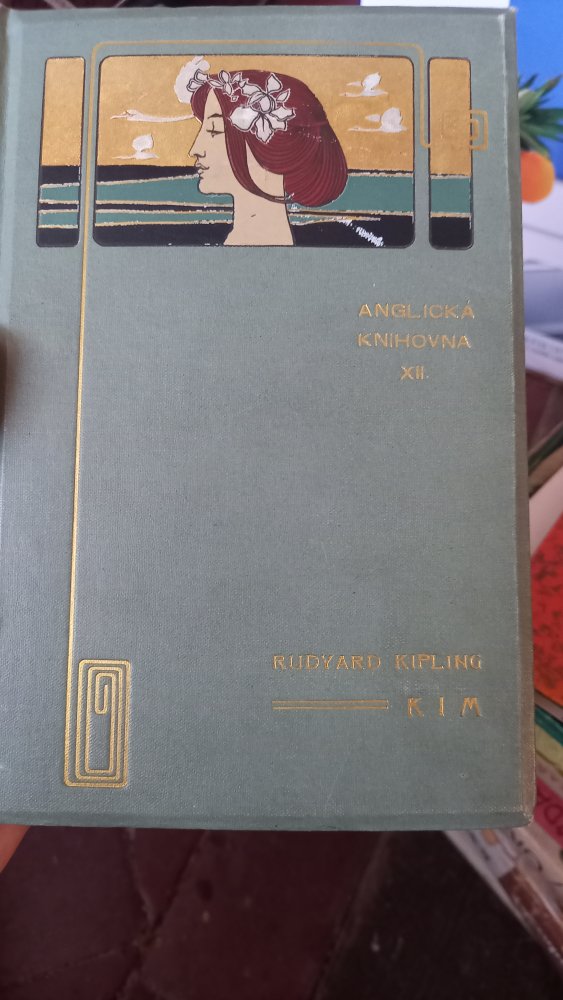 ANGLICKÁ
KNIHOVNA
XII.
RUDYARD KIPLING
KIM